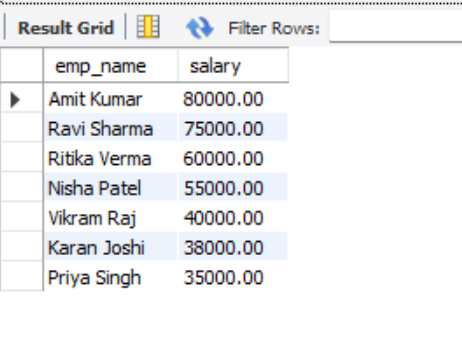 Result Grid Filter Rows:
emp_name salary
Amit Kumar 80000.00
Ravi Sharma 75000.00
Ritika Verma 60000.00
Nisha Patel 55000.00
Vikram Raj 40000.00
Karan Joshi 38000.00
Priya Singh 35000.00